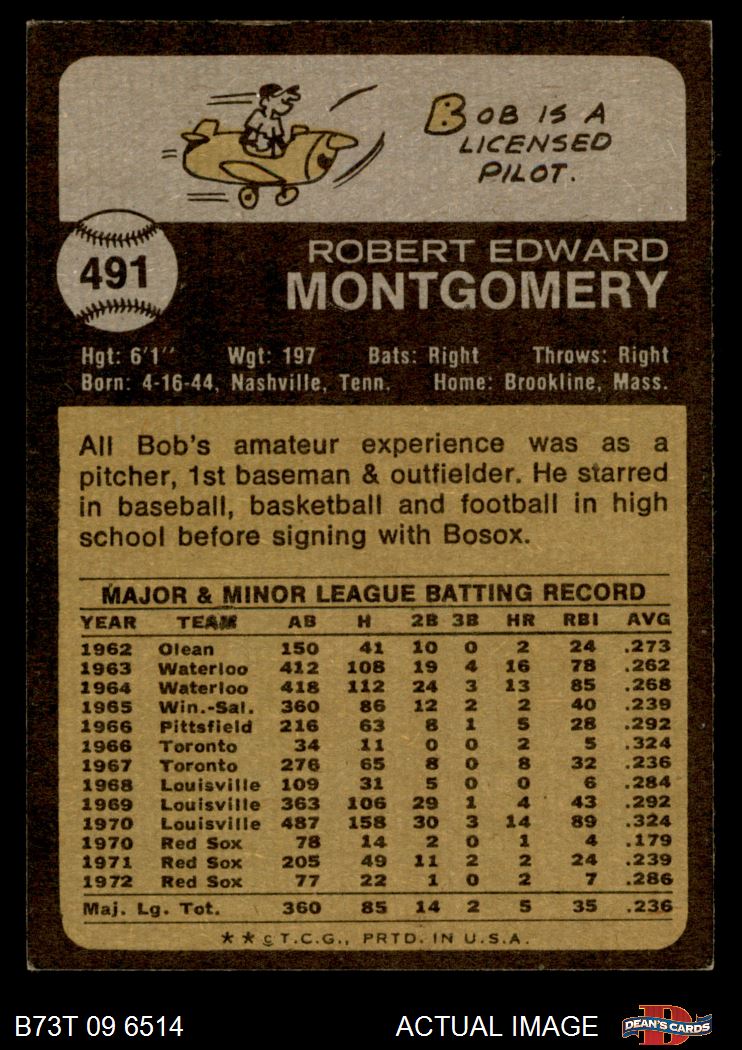 BOB IS A
LICENSED
PILOT.
491
ROBERT EDWARD
MONTGOMERY
Hgt: 6'1'' Wgt: 197 Bats: Right Throws: Right
Born: 4-16-44, Nashville, Tenn. Home: Brookline, Mass.
All Bob's amateur experience was as a
pitcher, 1st baseman & outfielder. He starred
in baseball, basketball and football in high
school before signing with Bosox.
MAJOR & MINOR LEAGUE BATTING RECORD
YEAR TEAM AB H 2B 3B HR RBI AVG
1962 Olean 150 41 10 0 2 24 .273
1963 Waterloo 412 108 19 4 16 78 .262
1964 Waterloo 418 112 24 3 13 85 .268
1965 Win.-Sal. 360 86 12 2 2 40 .239
1966 Pittsfield 216 63 8 1 5 28 .292
1966 Toronto 34 11 0 0 2 5 .324
1967 Toronto 276 65 8 0 8 32 .236
1968 Louisville 109 31 5 0 0 6 .284
1969 Louisville 363 106 29 1 4 43 .292
1970 Louisville 487 158 30 3 14 89 .324
1970 Red Sox 78 14 2 0 1 4 .179
1971 Red Sox 205 49 11 2 2 24 .239
1972 Red Sox 77 22 1 0 2 7 .286
Maj. Lg. Tot. 360 85 14 2 5 35 .236
* * © T.C.G., PRTD. IN U.S.A.
B73T 09 6514 ACTUAL IMAGE D DEAN'S CARDS